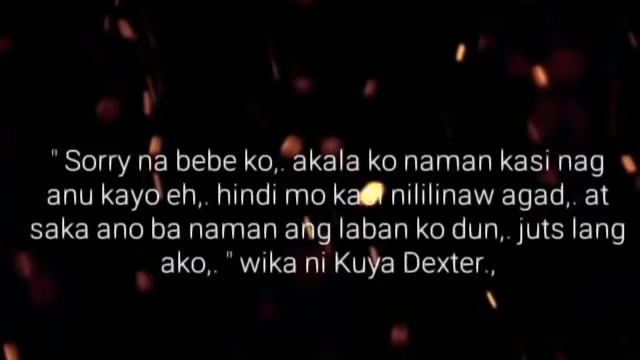 " Sorry na bebe ko,. akala ko naman kasi nag
anu kayo eh,. hindi mo kasi nililinaw agad,. at
saka ano ba naman ang laban ko dun,. juts lang
ako,. " wika ni Kuya Dexter.,